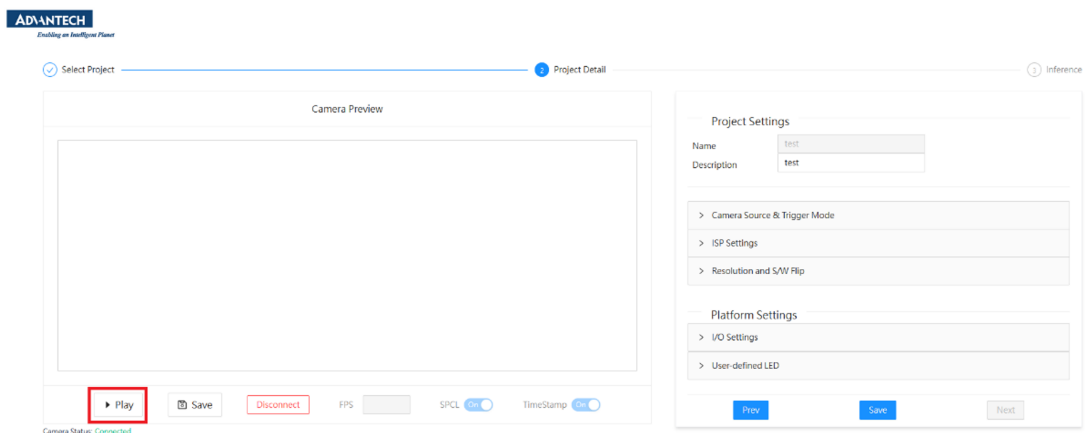 ADVANTECH
Enabling an Intelligent Planet
Select Project
2 Project Detail
3 Inference
Camera Preview
Project Settings
Name test
Description test
> Camera Source & Trigger Mode
> ISP Settings
> Resolution and S/W Flip
Platform Settings
> I/O Settings
> User-defined LED
Play Save Disconnect FPS SPCL On TimeStamp On
Prev Save Next
Camera Status: Connected